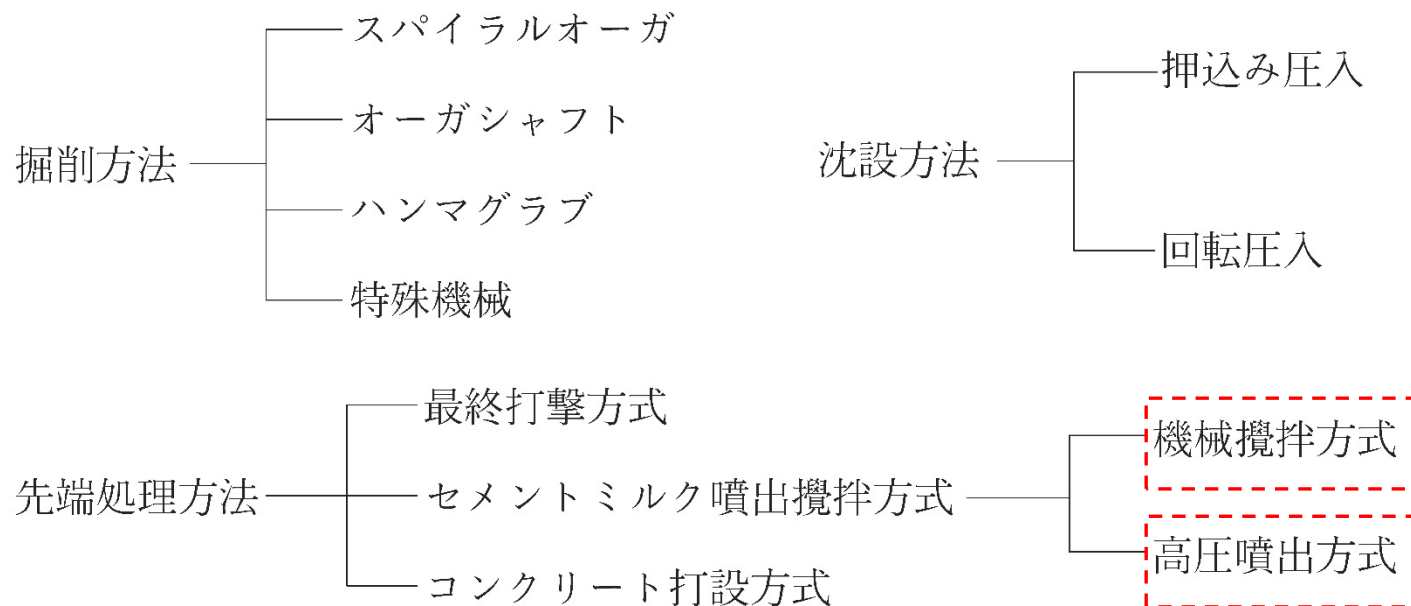 掘削方法
スパイラルオーガ
オーガシャフト
ハンマグラブ
特殊機械
沈設方法
押込み圧入
回転圧入
先端処理方法
最終打撃方式
セメントミルク噴出攪拌方式
コンクリート打設方式
機械攪拌方式
高圧噴出方式